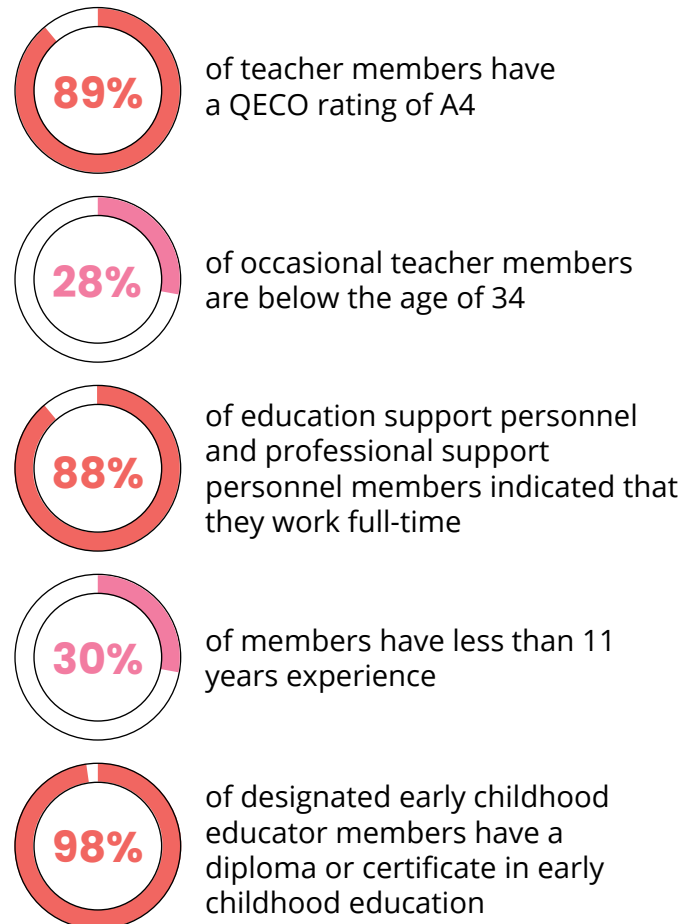 89%
of teacher members have
a QECO rating of A4
28%
of occasional teacher members
are below the age of 34
88%
of education support personnel
and professional support
personnel members indicated that
they work full-time
30%
of members have less than 11
years experience
98%
of designated early childhood
educator members have a
diploma or certificate in early
childhood education